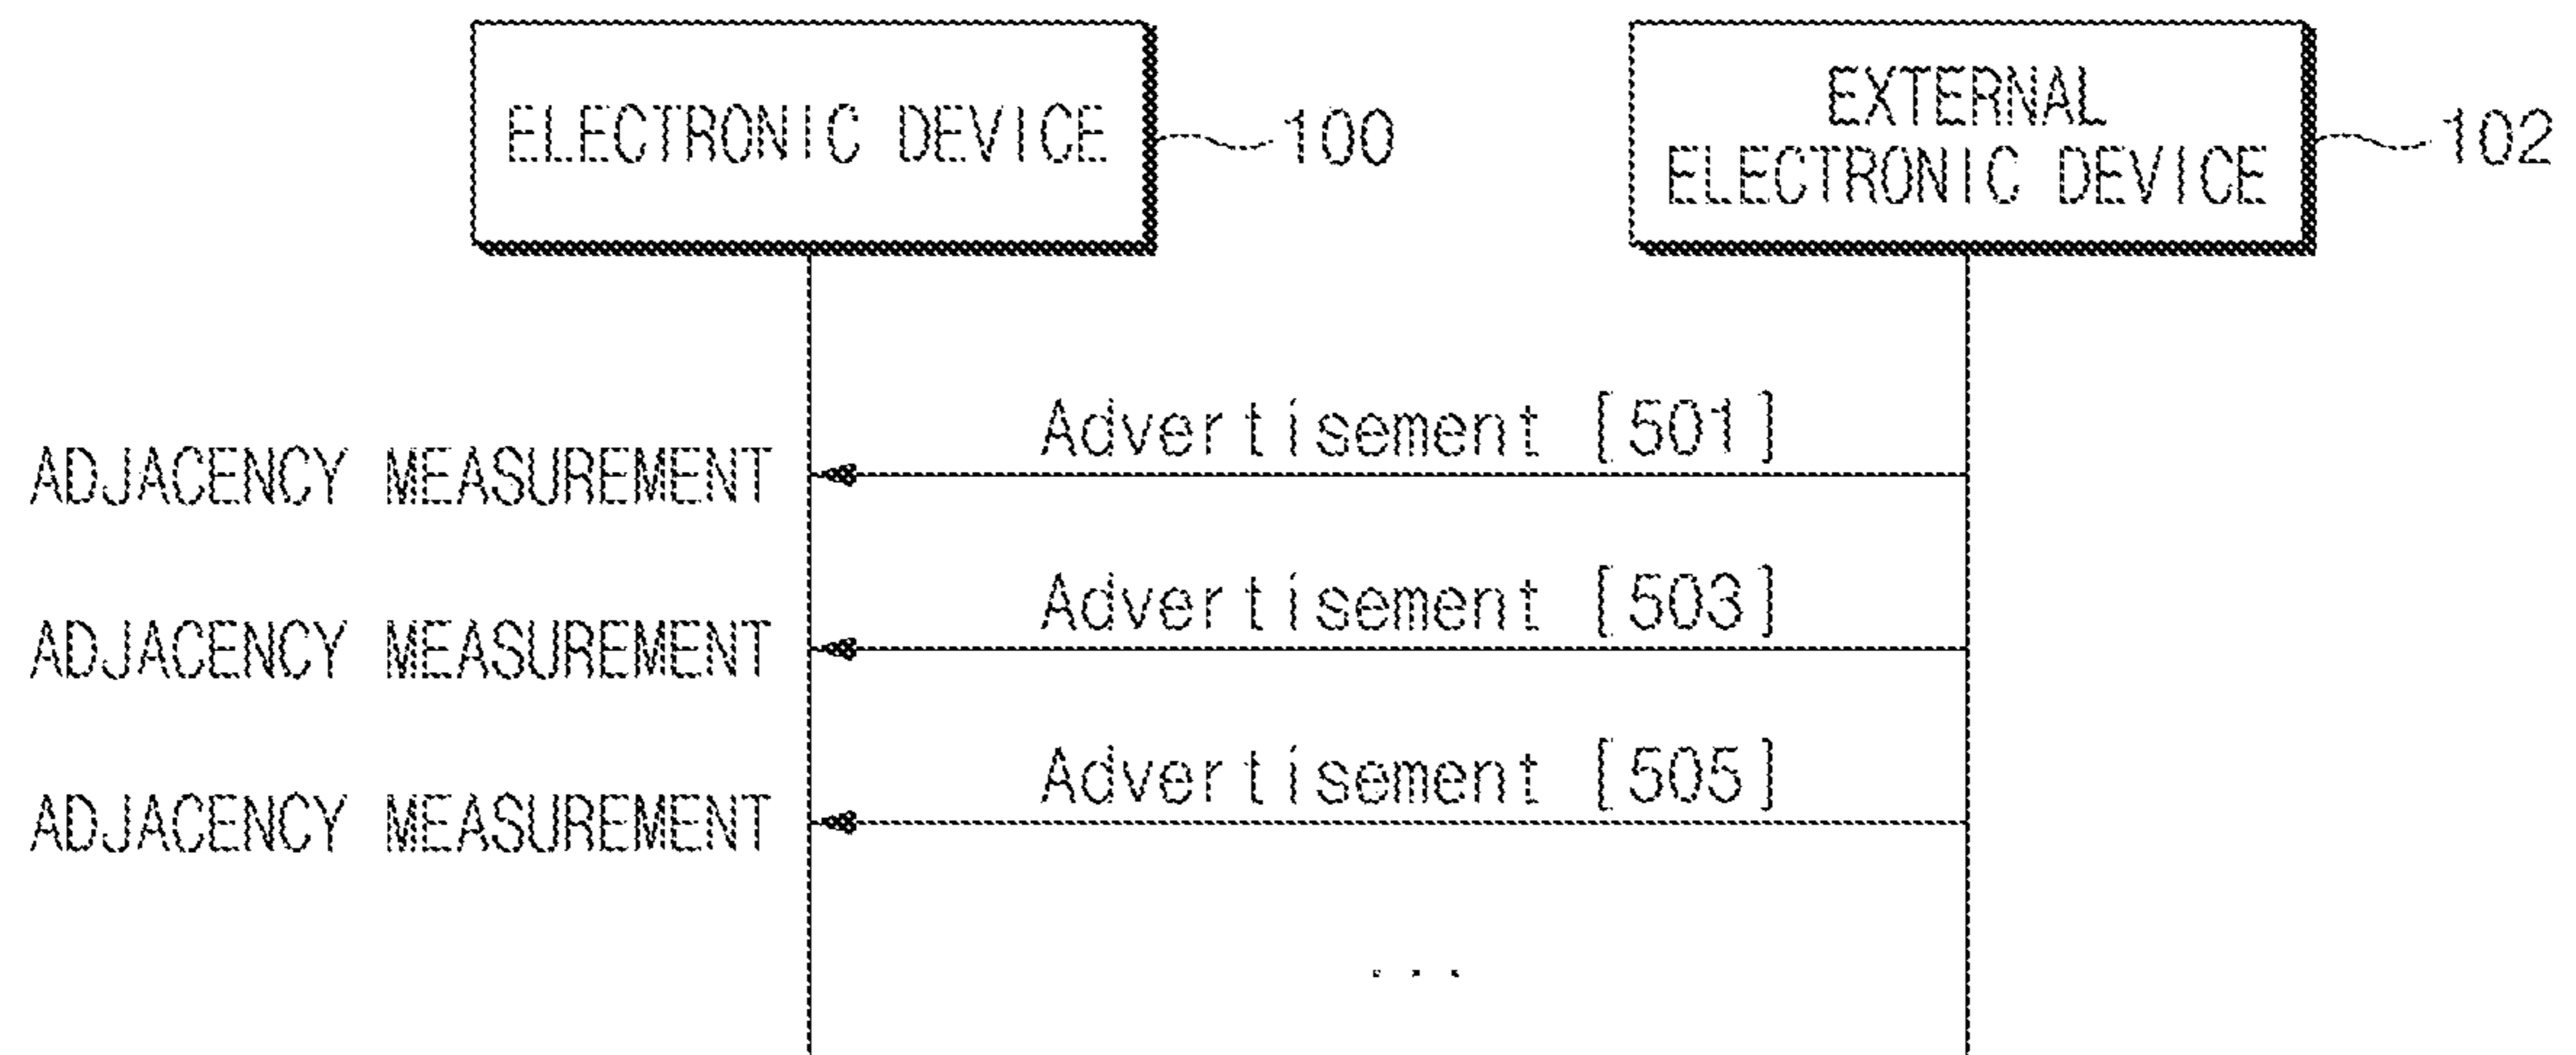 ELECTRONIC DEVICE
100
EXTERNAL
ELECTRONIC DEVICE
102
Advertisement [501]
ADJACENCY MEASUREMENT
Advertisement [503]
ADJACENCY MEASUREMENT
Advertisement [505]
ADJACENCY MEASUREMENT
...